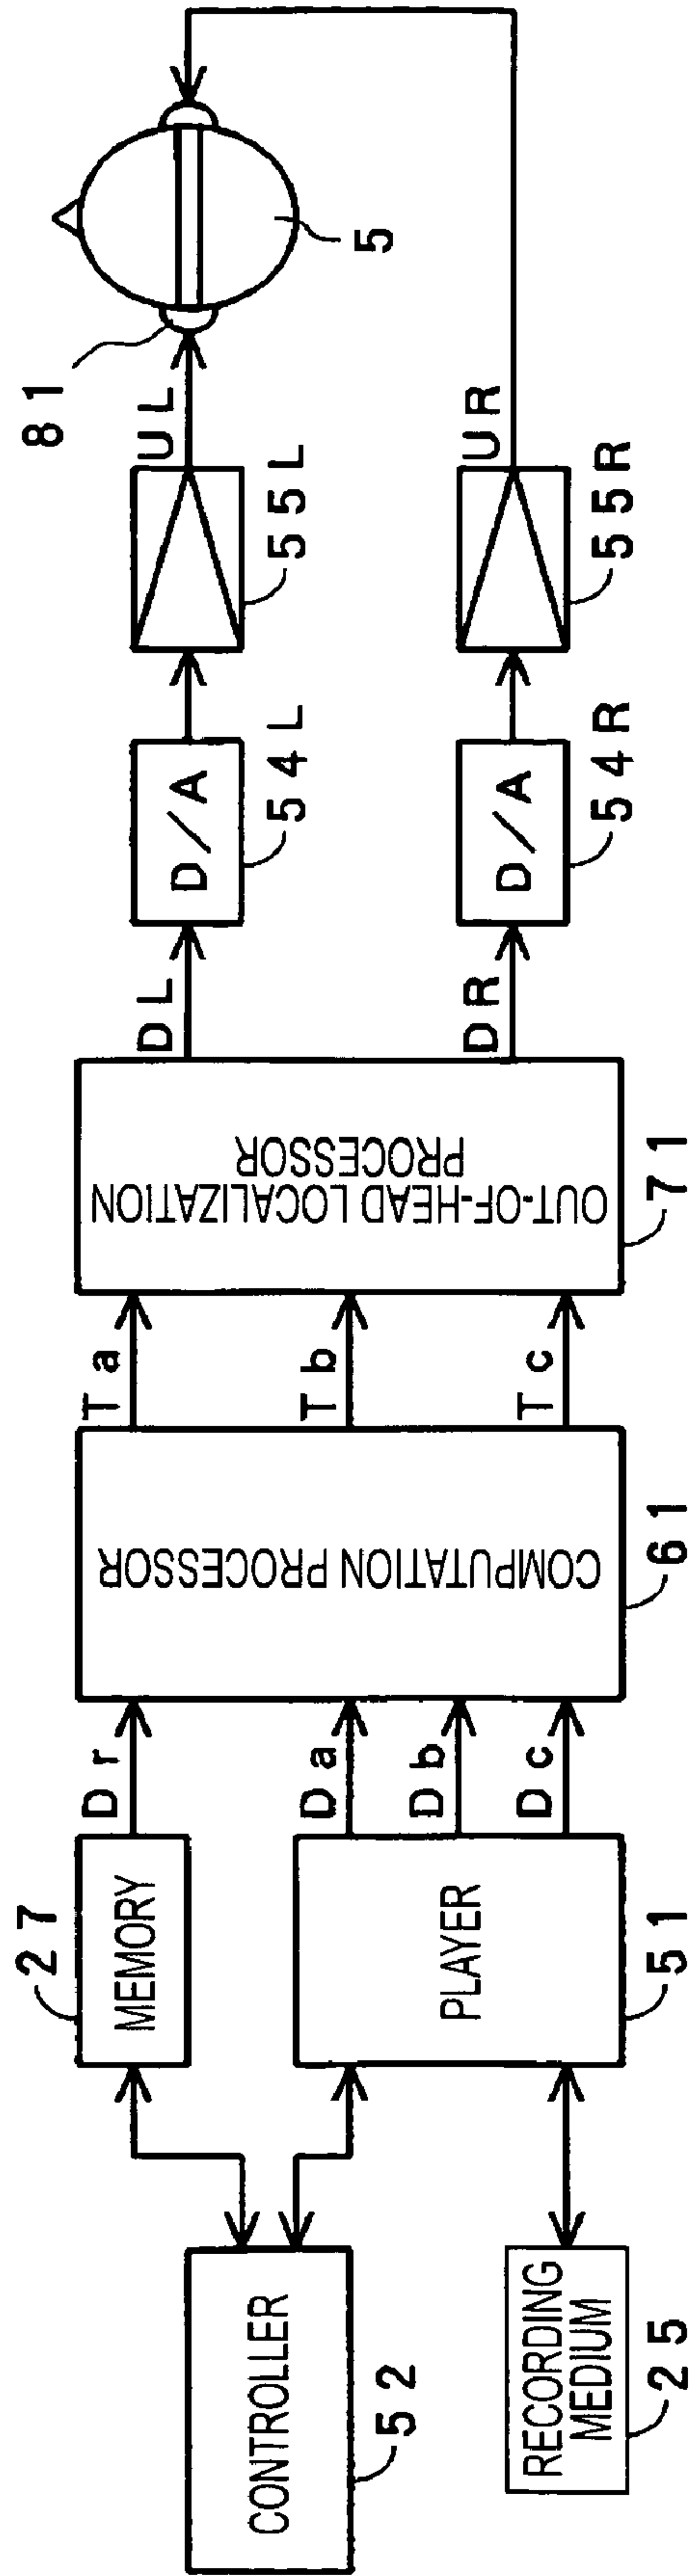 CONTROLLER
52
RECORDING
MEDIUM
25
27
MEMORY
PLAYER
51
Dr
Da
Db
Dc
COMPUTATION PROCESSOR
61
Ta
Tb
Tc
OUT-OF-HEAD LOCALIZATION
PROCESSOR
71
DL
DR
D/A
54L
D/A
54R
55L
55R
UL
UR
81
5